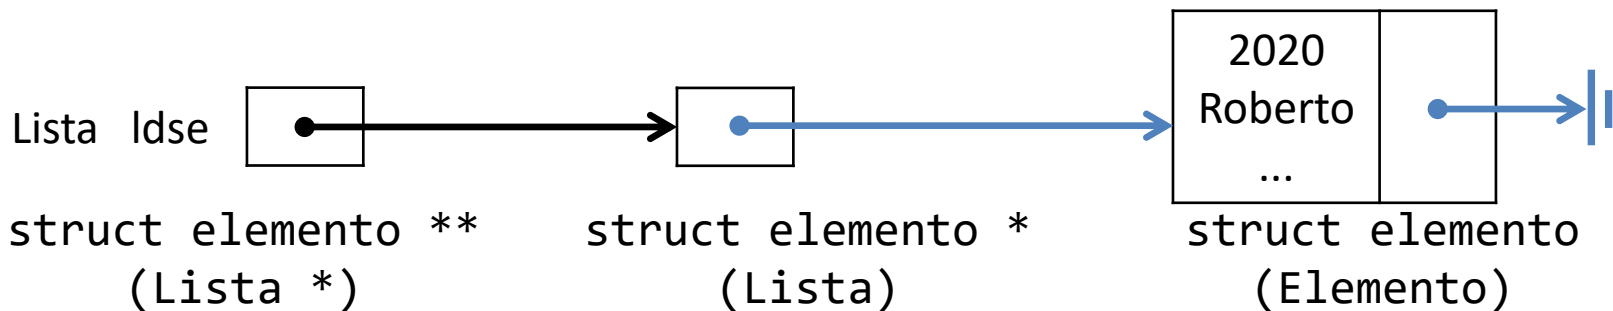 2020
Roberto
...
Lista ldse
struct elemento ** struct elemento * struct elemento
(Lista *) (Lista) (Elemento)